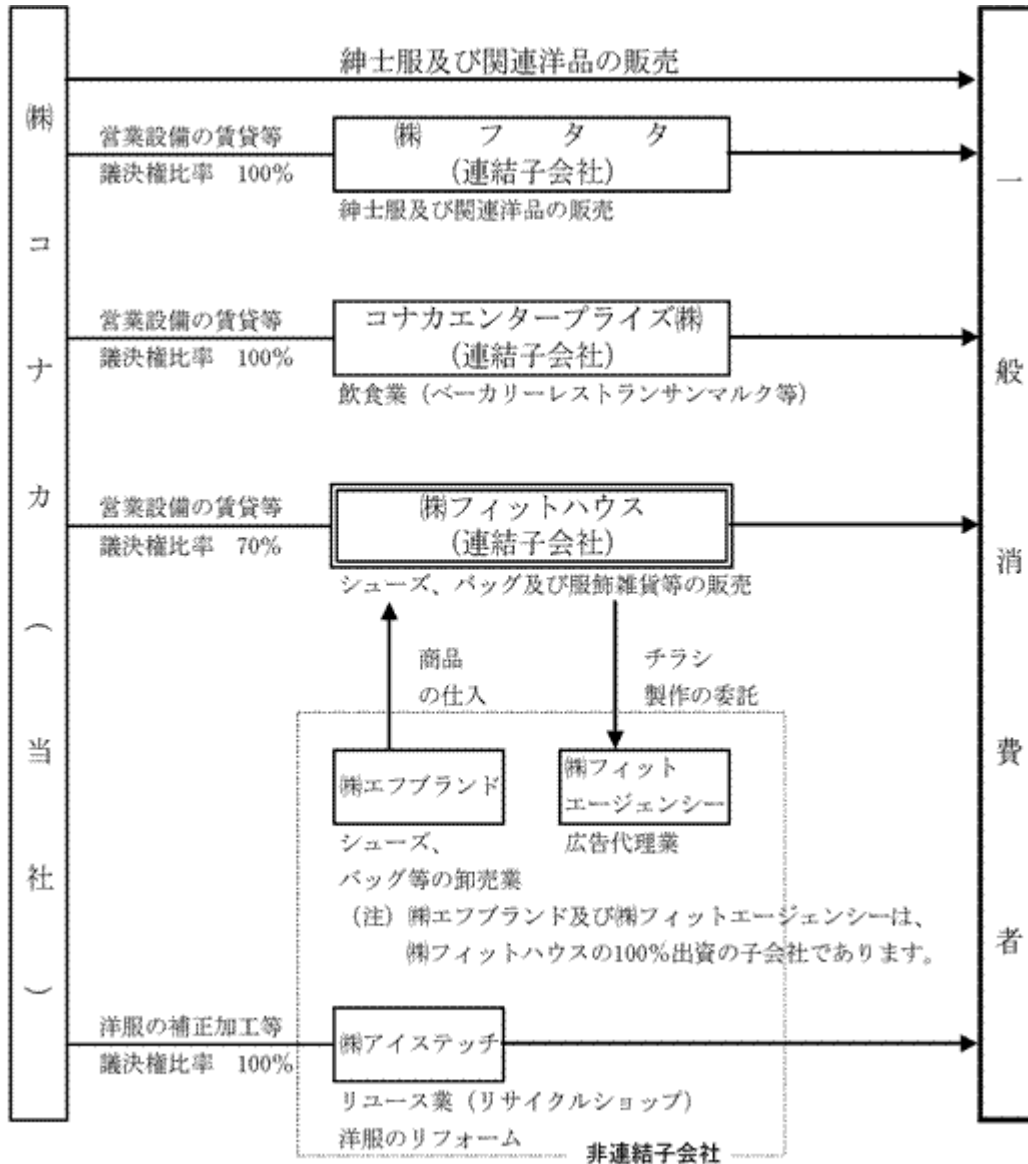 ㈱コナカ（当社）
紳士服及び関連洋品の販売
営業設備の賃貸等
議決権比率　100%
㈱フタタ
（連結子会社）
紳士服及び関連洋品の販売
営業設備の賃貸等
議決権比率　100%
コナカエンタープライズ㈱
（連結子会社）
飲食業（ベーカリーレストランサンマルク等）
営業設備の賃貸等
議決権比率　70%
㈱フィットハウス
（連結子会社）
シューズ、バッグ及び服飾雑貨等の販売
商品
の仕入
チラシ
製作の委託
㈱エフブランド
シューズ、
バッグ等の卸売業
㈱フィット
エージェンシー
広告代理業
（注）㈱エフブランド及び㈱フィットエージェンシーは、
㈱フィットハウスの100%出資の子会社であります。
洋服の補正加工等
議決権比率　100%
㈱アイステッチ
リユース業（リサイクルショップ）
洋服のリフォーム
非連結子会社
一般消費者